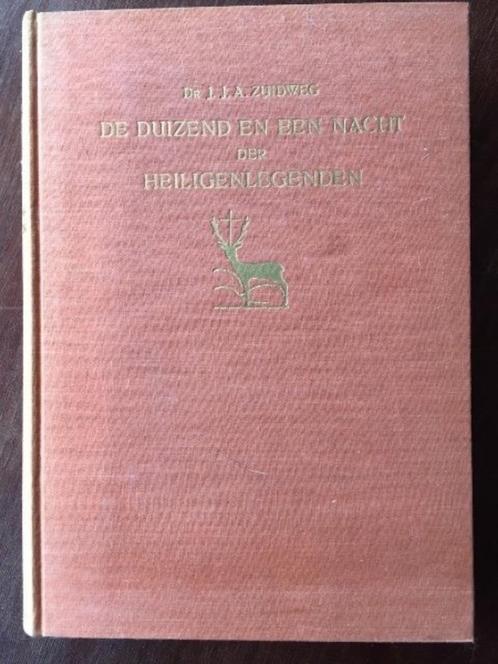 DR J. J. A. ZUIDWEG
DE DUIZEND EN EEN NACHT
DER
HEILIGENLEGENDEN